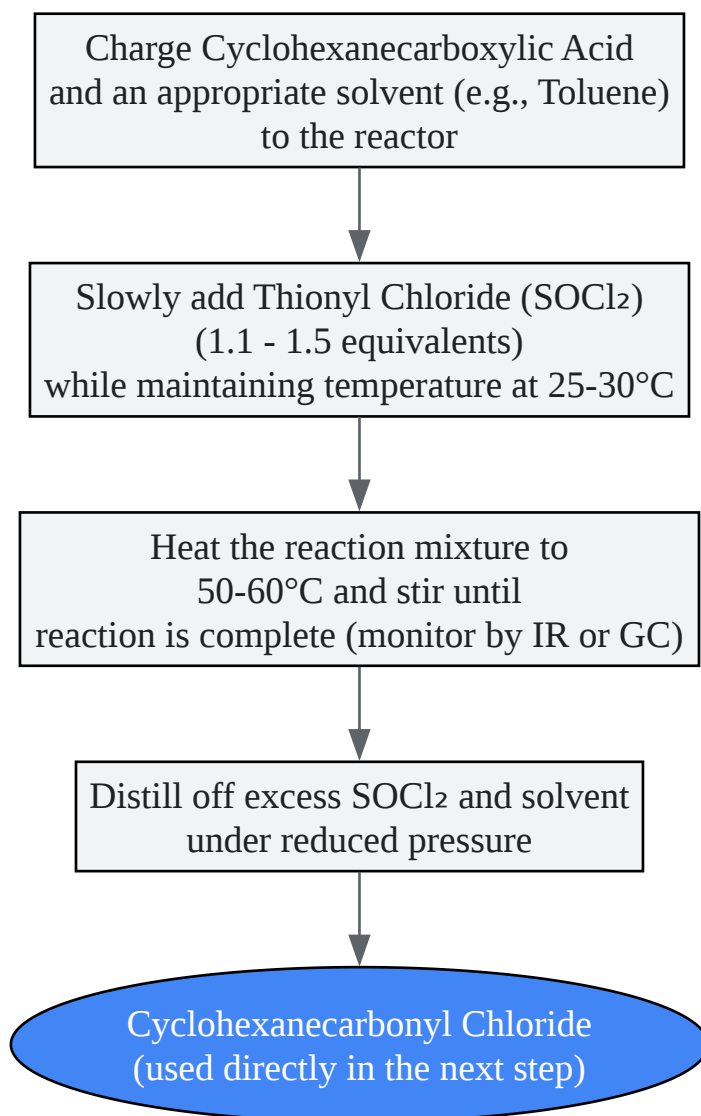 Charge Cyclohexanecarboxylic Acid
and an appropriate solvent (e.g., Toluene)
to the reactor
Slowly add Thionyl Chloride (SOCl₂)
(1.1 - 1.5 equivalents)
while maintaining temperature at 25-30°C
Heat the reaction mixture to
50-60°C and stir until
reaction is complete (monitor by IR or GC)
Distill off excess SOCl₂ and solvent
under reduced pressure
Cyclohexanecarbonyl Chloride
(used directly in the next step)